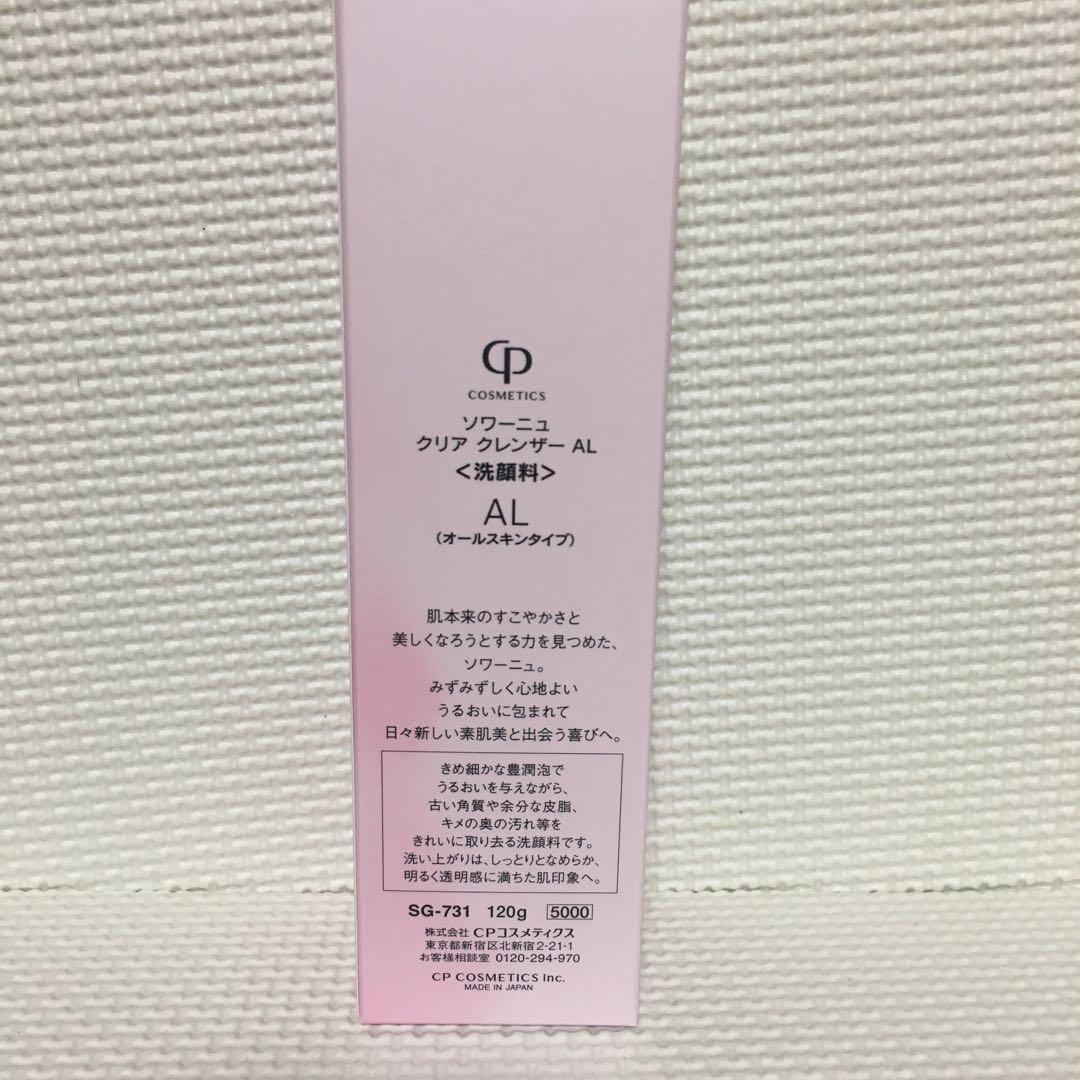 CP
COSMETICS
ソワーニュ
クリア クレンザー AL
<洗顔料>
AL
(オールスキンタイプ)
肌本来のすこやかさと
美しくなろうとする力を見つめた、
ソワーニュ。
みずみずしく心地よい
うるおいに包まれて
日々新しい素肌美と出会う喜びへ。
きめ細かな豊潤泡で
うるおいを与えながら、
古い角質や余分な皮脂、
キメの奥の汚れ等を
きれいに取り去る洗顔料です。
洗い上がりは、しっとりとなめらか、
明るく透明感に満ちた肌印象へ。
SG-731 120g 5000
株式会社 CPコスメティクス
東京都新宿区北新宿2-21-1
お客様相談室 0120-294-970
CP COSMETICS Inc.
MADE IN JAPAN